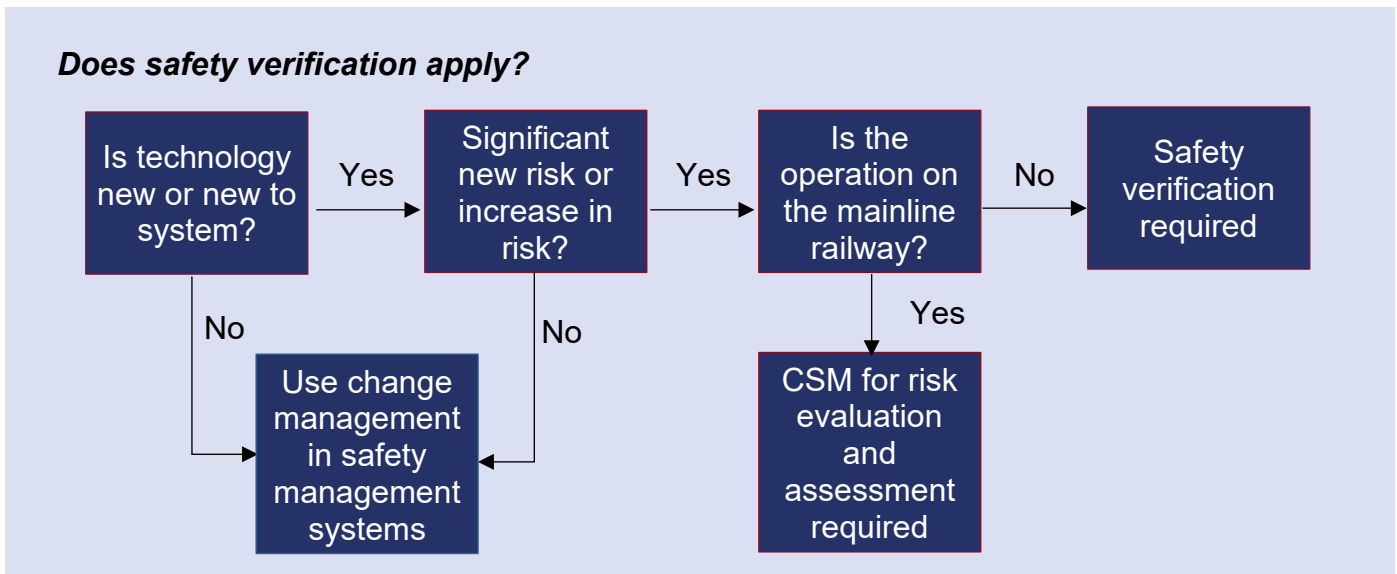 Does safety verification apply?
Is technology
new or new to
system?
Yes
Significant
new risk or
increase in
risk?
Yes
Is the
operation on
the mainline
railway?
No
Safety
verification
required
No
No
Yes
Use change
management
in safety
management
systems
CSM for risk
evaluation
and
assessment
required